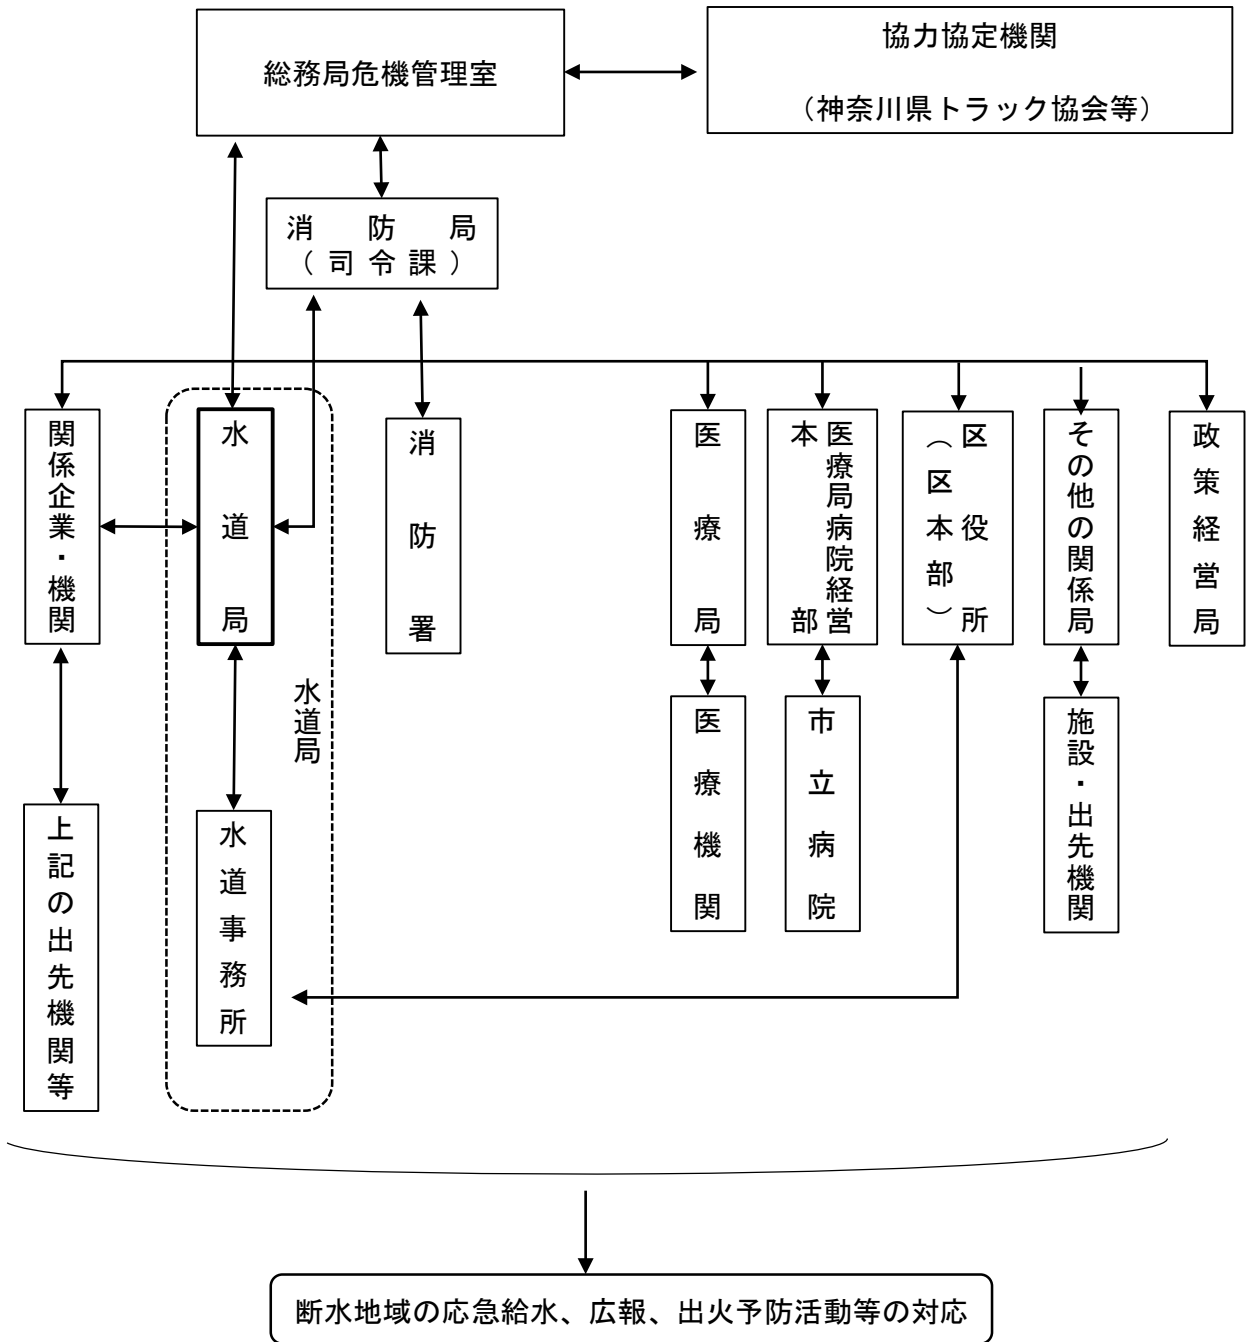 総務局危機管理室
協力協定機関
（神奈川県トラック協会等）
消防局
（司令課）
関係企業・機関
水道局
消防署
医療局
医療局病院経営
本部
区役所
（区本部）
その他の関係局
政策経営局
水道局
上記の出先機関等
水道事務所
医療機関
市立病院
施設・出先機関
断水地域の応急給水、広報、出火予防活動等の対応